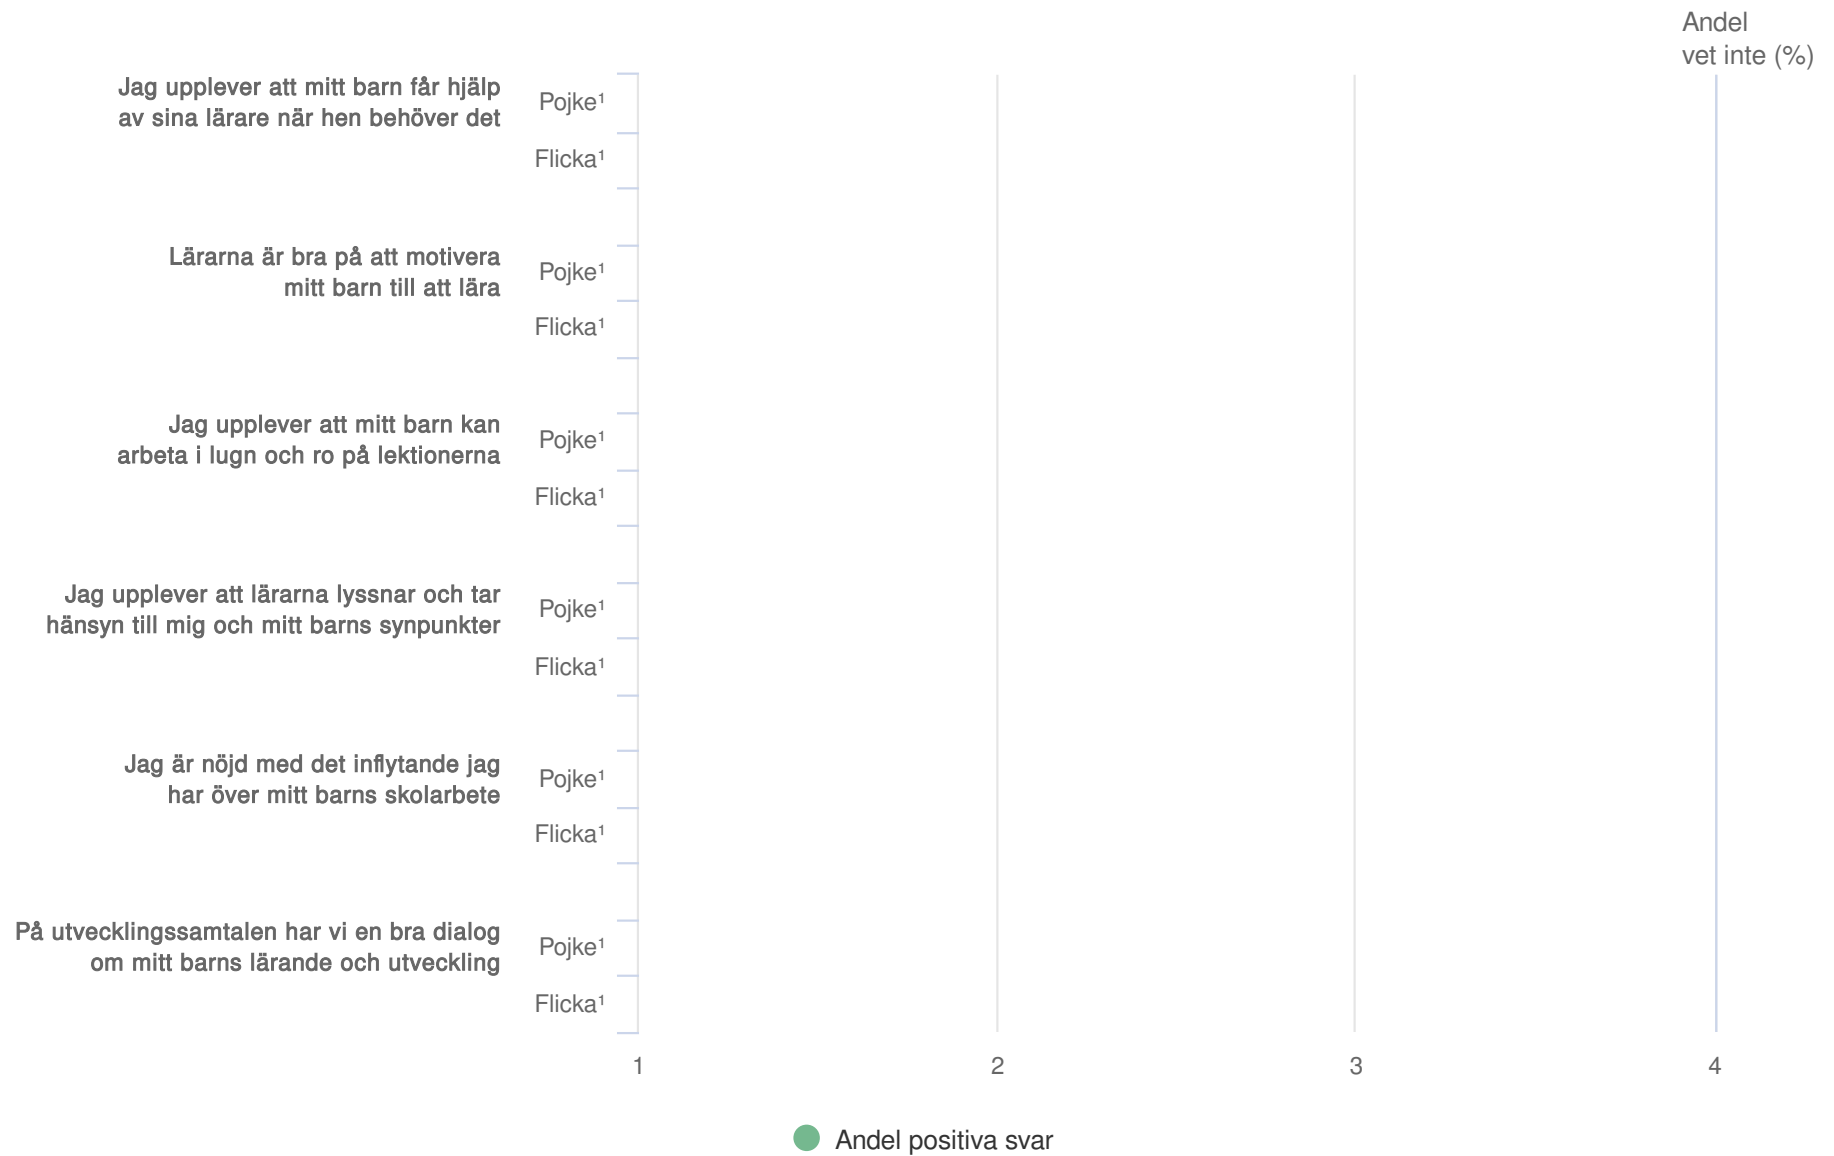 Andel
vet inte (%)
Jag upplever att mitt barn får hjälp
av sina lärare när hen behöver det
Pojke¹
Flicka¹
Lärarna är bra på att motivera
mitt barn till att lära
Pojke¹
Flicka¹
Jag upplever att mitt barn kan
arbeta i lugn och ro på lektionerna
Pojke¹
Flicka¹
Jag upplever att lärarna lyssnar och tar
hänsyn till mig och mitt barns synpunkter
Pojke¹
Flicka¹
Jag är nöjd med det inflytande jag
har över mitt barns skolarbete
Pojke¹
Flicka¹
På utvecklingssamtalen har vi en bra dialog
om mitt barns lärande och utveckling
Pojke¹
Flicka¹
1 2 3 4
Andel positiva svar